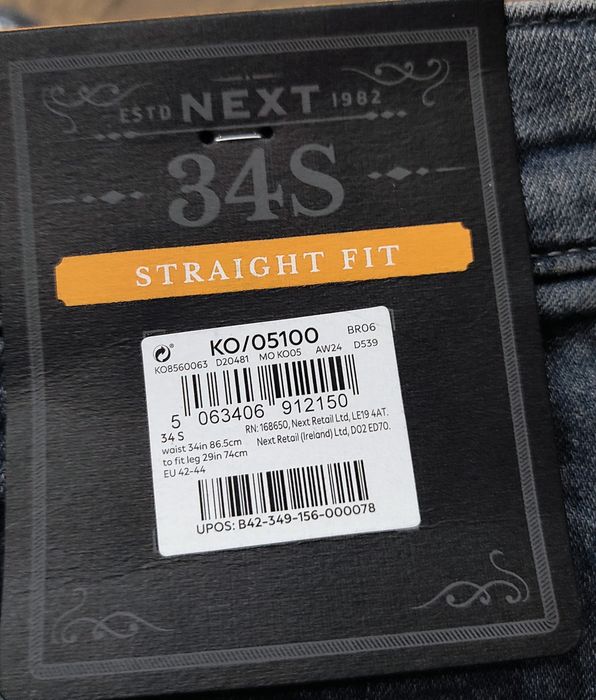 ESTD NEXT 1982
34S
STRAIGHT FIT
KO/05100 BR06
KO8560063 D20481 MO KO05 AW24 D539
5 063406 912150
34 S RN: 168650, Next Retail Ltd, LE19 4AT.
waist 34in 86.5cm Next Retail (Ireland) Ltd, D02 ED70.
to fit leg 29in 74cm
EU 42-44
UPOS: B42-349-156-000078